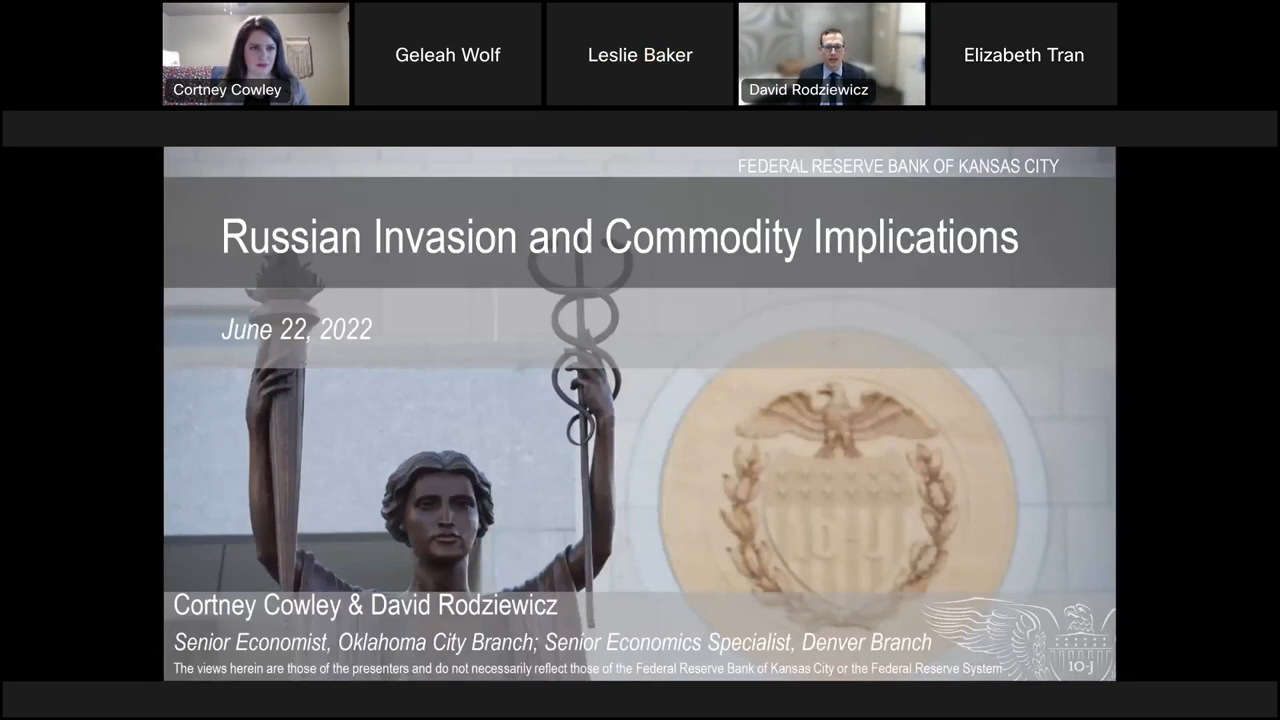 Cortney Cowley
Geleah Wolf
Leslie Baker
David Rodziewicz
Elizabeth Tran
FEDERAL RESERVE BANK OF KANSAS CITY
Russian Invasion and Commodity Implications
June 22, 2022
10-J
Cortney Cowley & David Rodziewicz
Senior Economist, Oklahoma City Branch; Senior Economics Specialist, Denver Branch
The views herein are those of the presenters and do not necessarily reflect those of the Federal Reserve Bank of Kansas City or the Federal Reserve System
10-J